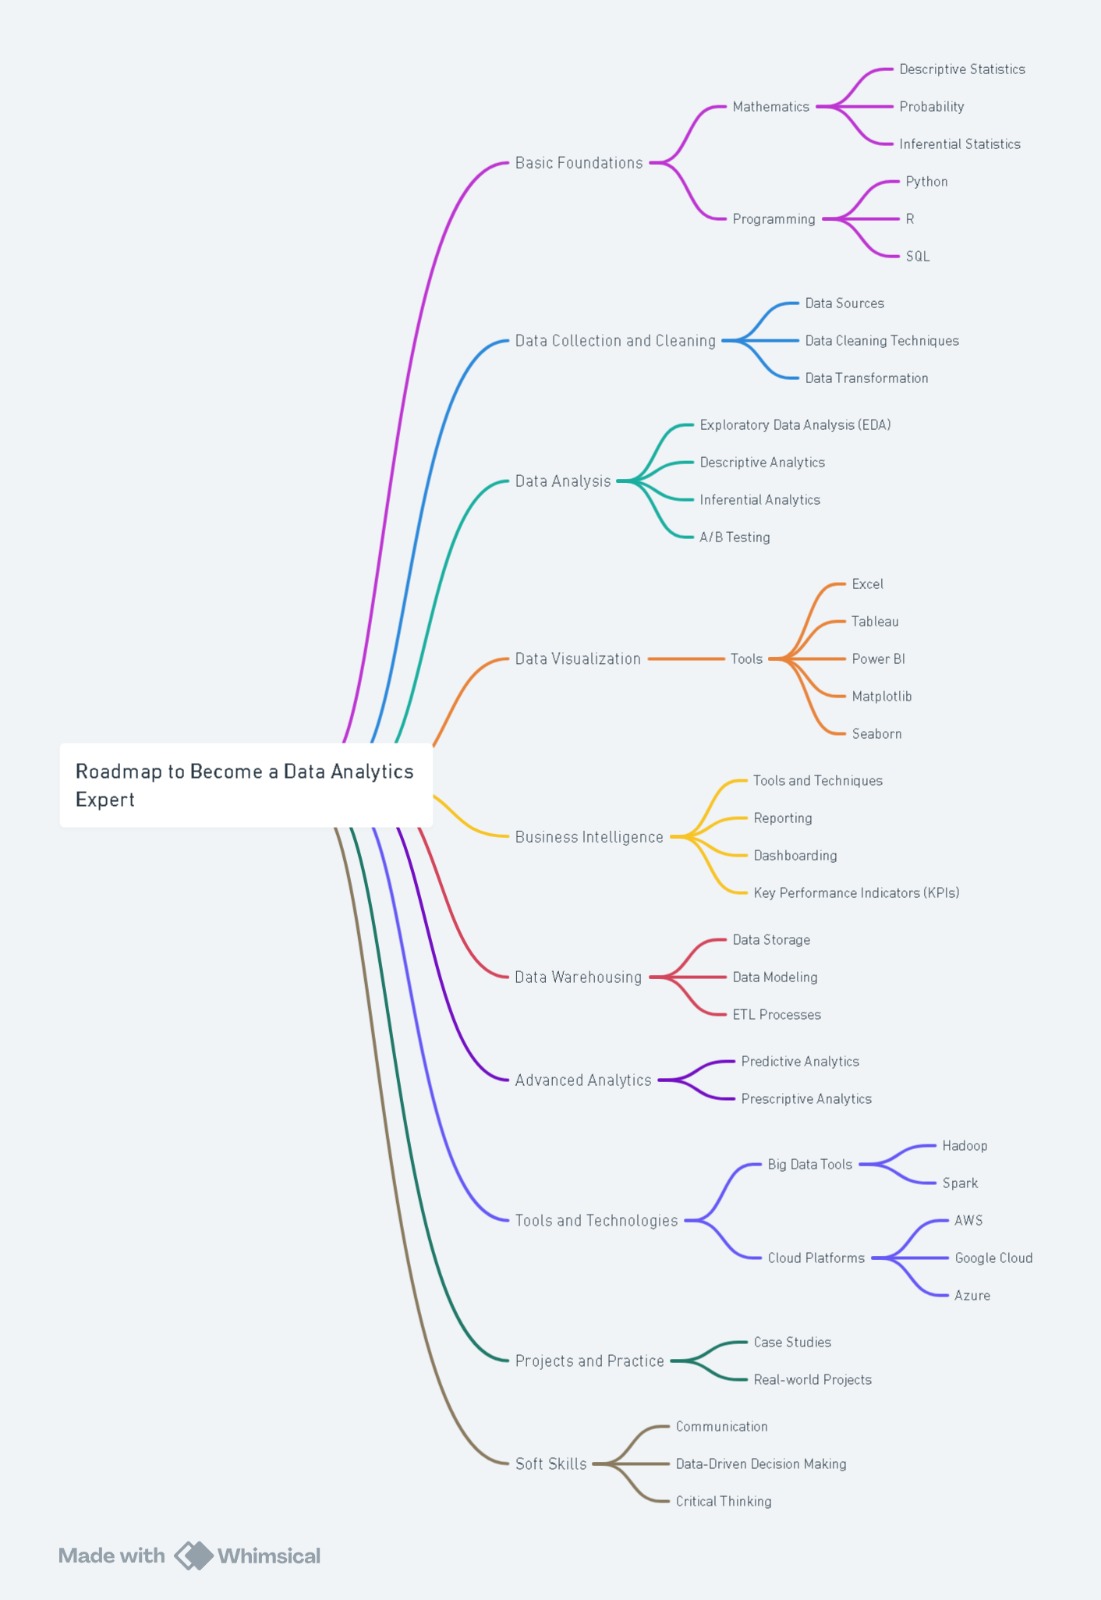 Roadmap to Become a Data Analytics
Expert
Basic Foundations
Mathematics
Descriptive Statistics
Probability
Inferential Statistics
Programming
Python
R
SQL
Data Collection and Cleaning
Data Sources
Data Cleaning Techniques
Data Transformation
Data Analysis
Exploratory Data Analysis (EDA)
Descriptive Analytics
Inferential Analytics
A/B Testing
Data Visualization
Tools
Excel
Tableau
Power BI
Matplotlib
Seaborn
Business Intelligence
Tools and Techniques
Reporting
Dashboarding
Key Performance Indicators (KPIs)
Data Warehousing
Data Storage
Data Modeling
ETL Processes
Advanced Analytics
Predictive Analytics
Prescriptive Analytics
Tools and Technologies
Big Data Tools
Hadoop
Spark
Cloud Platforms
AWS
Google Cloud
Azure
Projects and Practice
Case Studies
Real-world Projects
Soft Skills
Communication
Data-Driven Decision Making
Critical Thinking
Made with Whimsical